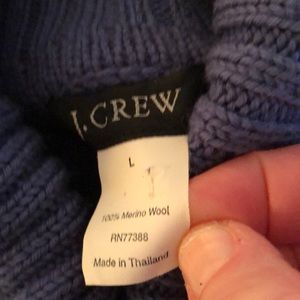 J.CREW
L
100% Merino Wool
RN77388
Made in Thailand